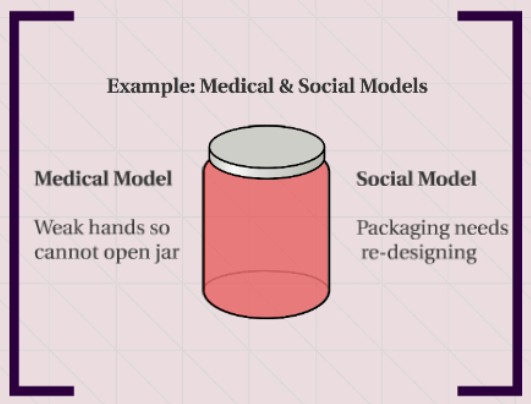 Example: Medical & Social Models
Medical Model
Weak hands so
cannot open jar
Social Model
Packaging needs
re-designing